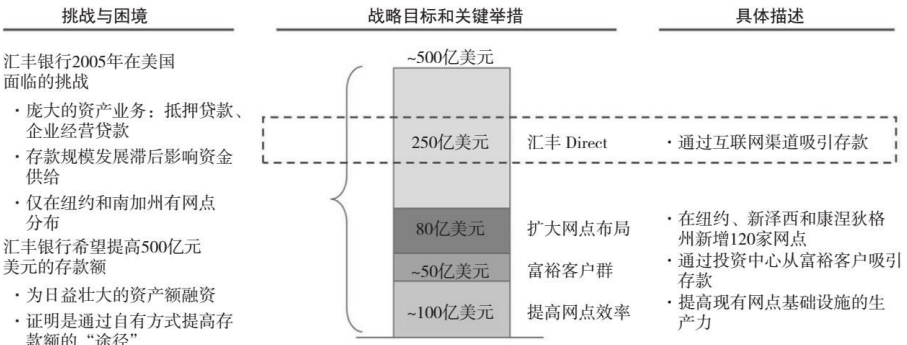 挑战与困境
汇丰银行2005年在美国
面临的挑战
·庞大的资产业务：抵押贷款、
企业经营贷款
·存款规模发展滞后影响资金
供给
·仅在纽约和南加州有网点
分布
汇丰银行希望提高500亿元
美元的存款额
·为日益壮大的资产额融资
·证明是通过自有方式提高存
款额的“途径”
战略目标和关键举措
~500亿美元
250亿美元 汇丰 Direct
80亿美元 扩大网点布局
~50亿美元 富裕客户群
~100亿美元 提高网点效率
具体描述
·通过互联网渠道吸引存款
·在纽约、新泽西和康涅狄格
州新增120家网点
·通过投资中心从富裕客户吸引
存款
·提高现有网点基础设施的生
产力